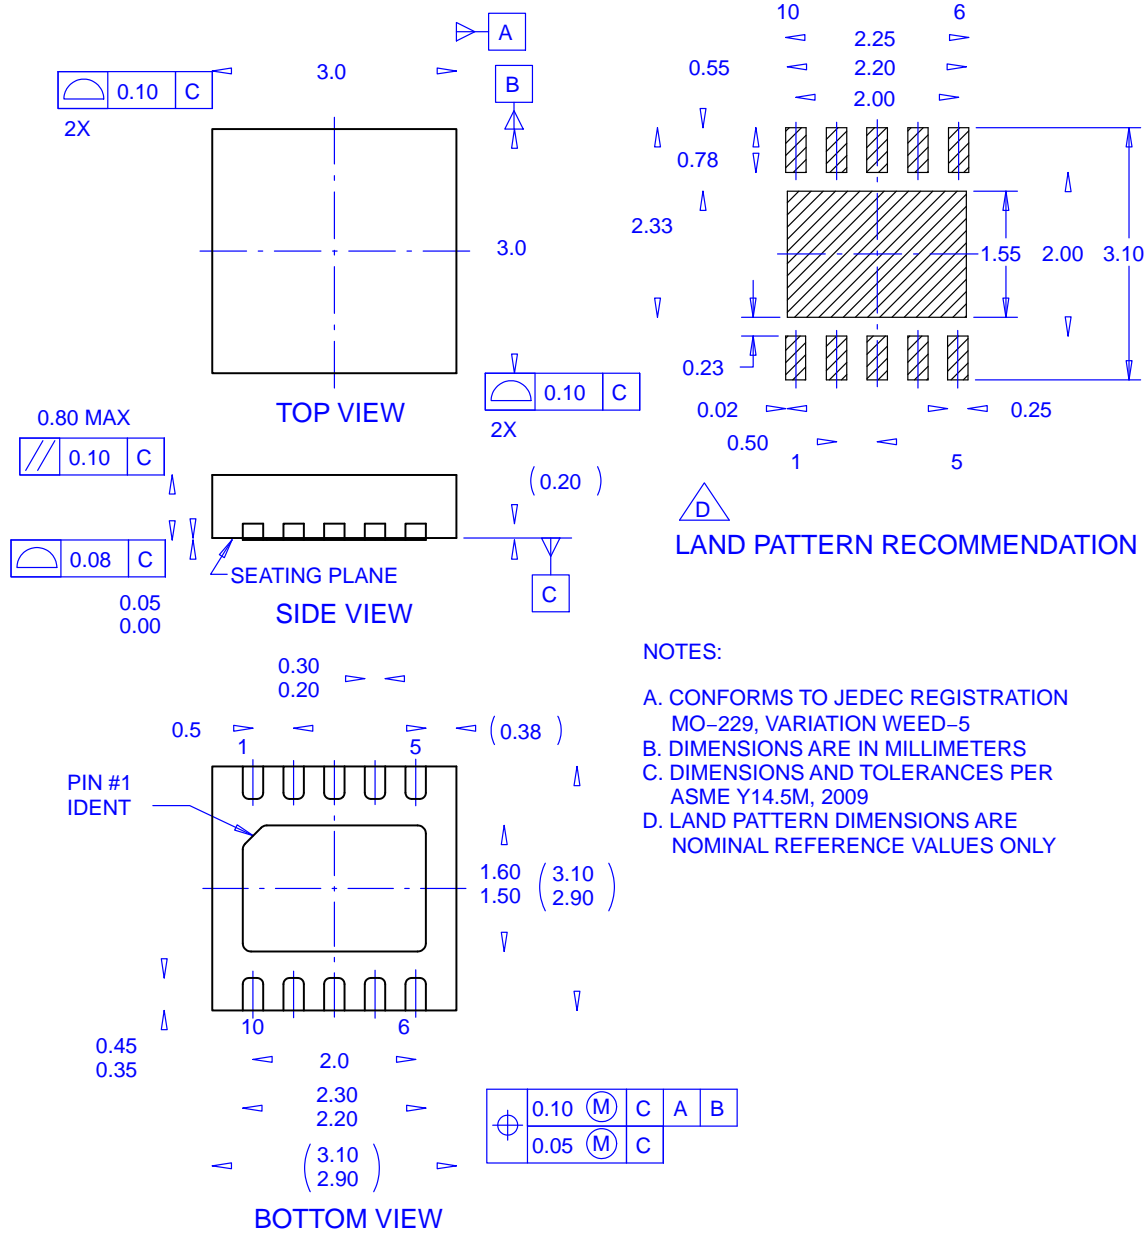 A
3.0
0.10 C
2X
B
3.0
TOP VIEW
0.10 C
2X
10 6
2.25
0.55 2.20
2.00
0.78
2.33
1.55 2.00 3.10
0.23
0.02 0.25
0.50
1 5
D
LAND PATTERN RECOMMENDATION
0.80 MAX
// 0.10 C
(0.20)
0.08 C
SEATING PLANE
C
0.05
0.00
SIDE VIEW
NOTES:
A. CONFORMS TO JEDEC REGISTRATION
MO−229, VARIATION WEED−5
B. DIMENSIONS ARE IN MILLIMETERS
C. DIMENSIONS AND TOLERANCES PER
ASME Y14.5M, 2009
D. LAND PATTERN DIMENSIONS ARE
NOMINAL REFERENCE VALUES ONLY
0.30
0.20
0.5 (0.38)
1 5
PIN #1
IDENT
1.60
1.50
(3.10
2.90)
10 6
0.45
0.35
2.0
2.30
2.20
(3.10
2.90)
0.10 Ⓜ C A B
0.05 Ⓜ C
BOTTOM VIEW